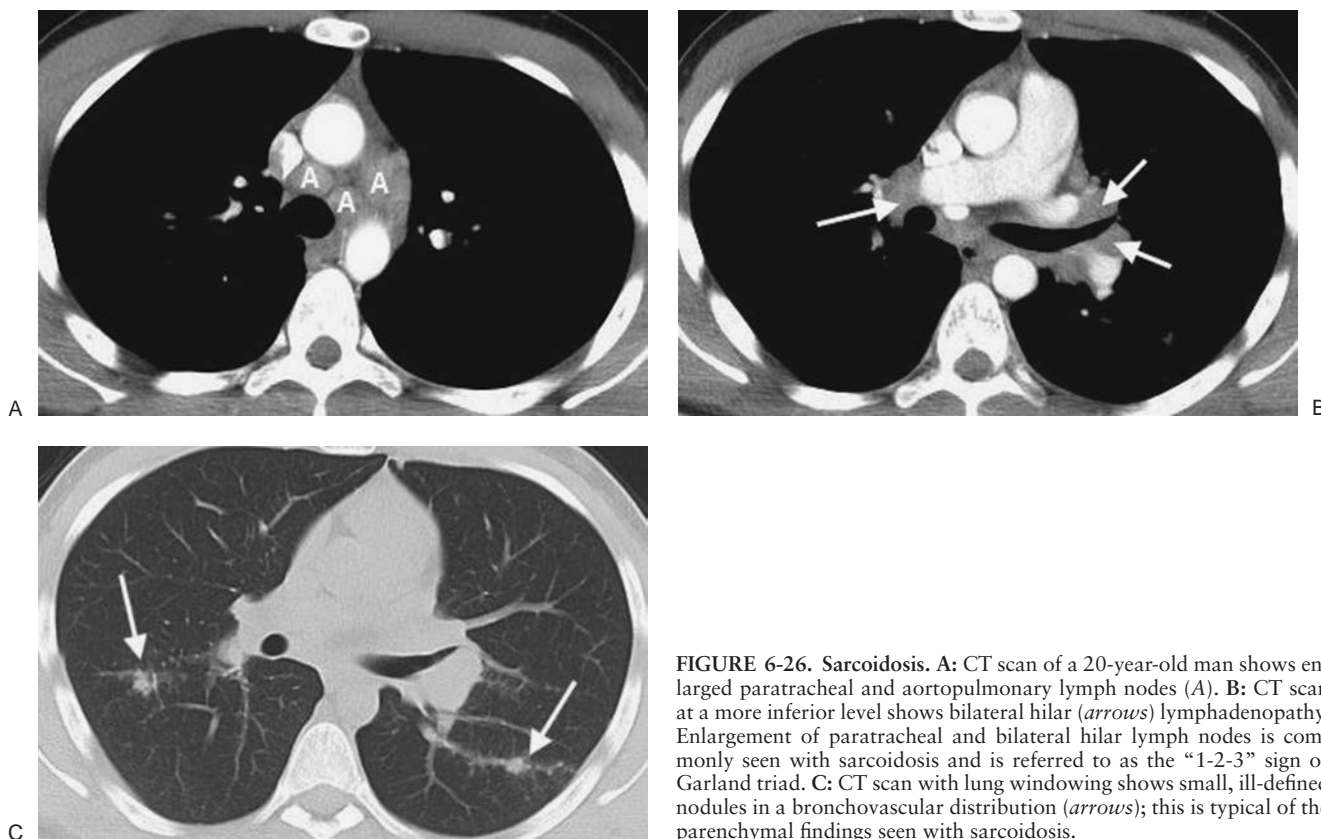 A A A
A
B
C
FIGURE 6-26. Sarcoidosis. A: CT scan of a 20-year-old man shows en-
larged paratracheal and aortopulmonary lymph nodes (A). B: CT scan
at a more inferior level shows bilateral hilar (arrows) lymphadenopathy.
Enlargement of paratracheal and bilateral hilar lymph nodes is com-
monly seen with sarcoidosis and is referred to as the “1-2-3” sign o
Garland triad. C: CT scan with lung windowing shows small, ill-defined
nodules in a bronchovascular distribution (arrows); this is typical of the
parenchymal findings seen with sarcoidosis.